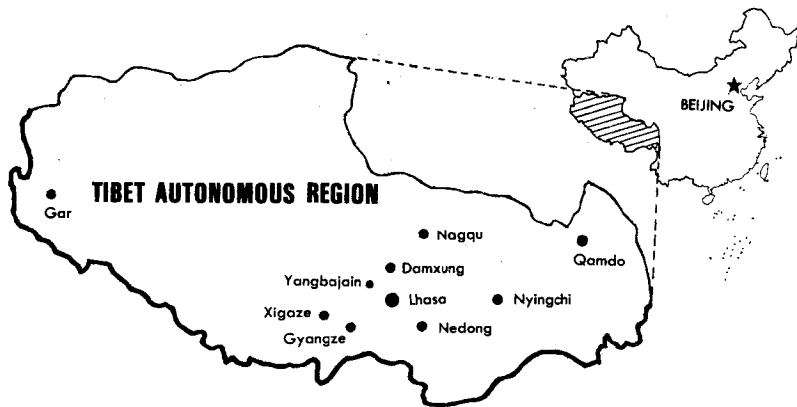 BEIJING
TIBET AUTONOMOUS REGION
Gar
Nagqu
Qamdo
Damxung
Yangbajain
Lhasa
Nyingchi
Xigaze
Gyangze
Nedong